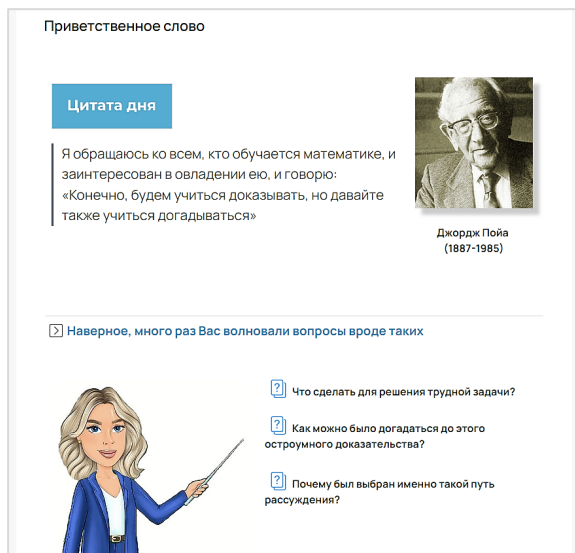 Приветственное слово
Цитата дня
Я обращаюсь ко всем, кто обучается математике, и
заинтересован в овладении ею, и говорю:
«Конечно, будем учиться доказывать, но давайте
также учиться догадываться»
Джордж Пойа
(1887-1985)
Наверное, много раз Вас волновали вопросы вроде таких
? Что сделать для решения трудной задачи?
? Как можно было догадаться до этого
остроумного доказательства?
? Почему был выбран именно такой путь
рассуждения?